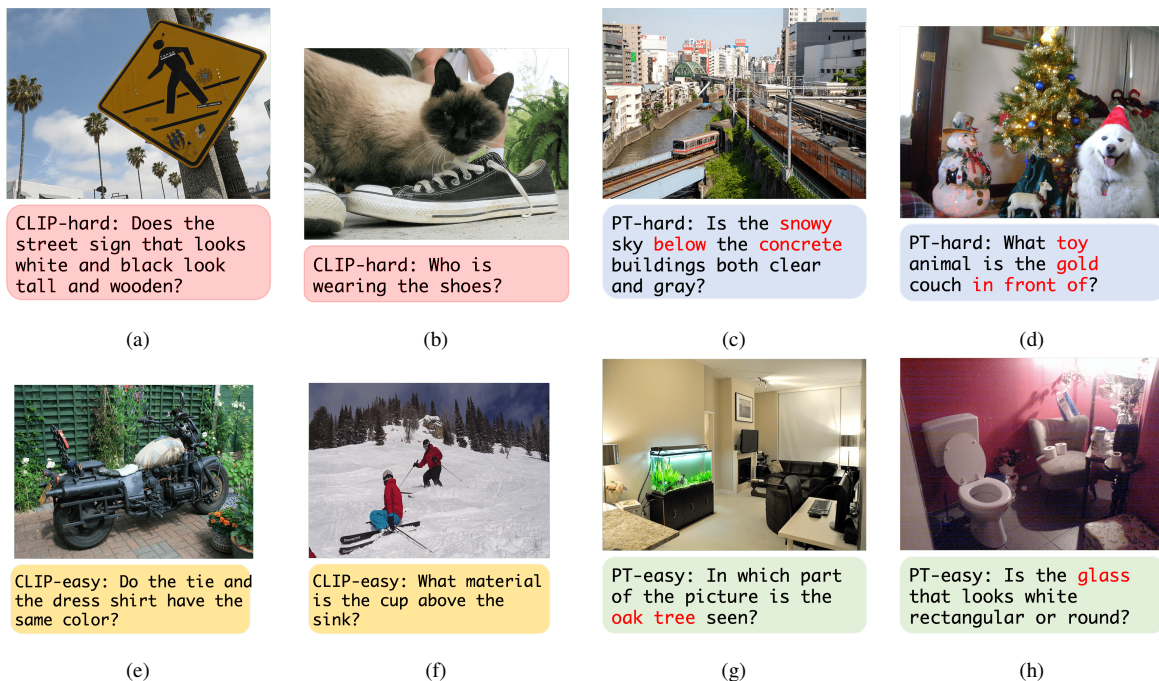 CLIP-hard: Does the
street sign that looks
white and black look
tall and wooden?
(a)
CLIP-hard: Who is
wearing the shoes?
(b)
PT-hard: Is the snowy
sky below the concrete
buildings both clear
and gray?
(c)
PT-hard: What toy
animal is the gold
couch in front of?
(d)
CLIP-easy: Do the tie and
the dress shirt have the
same color?
(e)
CLIP-easy: What material
is the cup above the
sink?
(f)
PT-easy: In which part
of the picture is the
oak tree seen?
(g)
PT-easy: Is the glass
that looks white
rectangular or round?
(h)